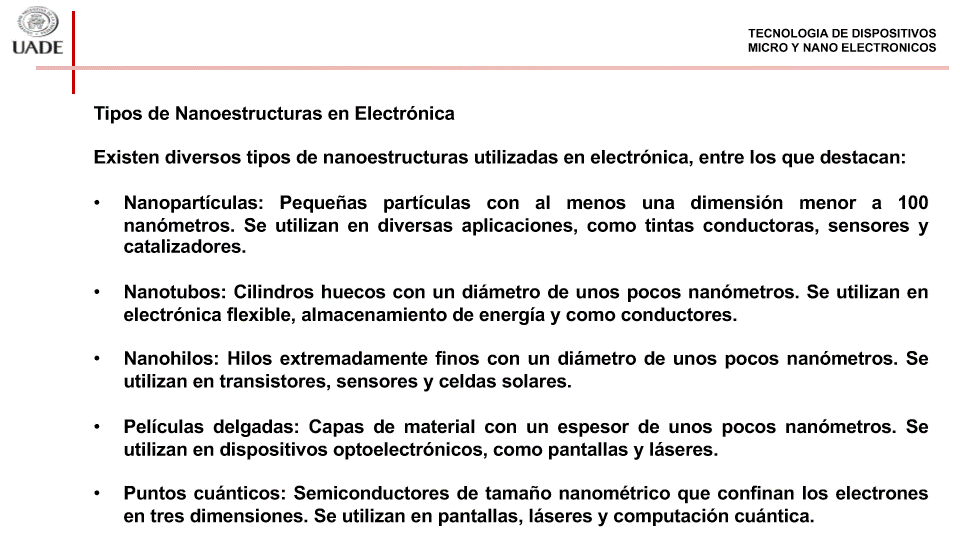 UADE
TECNOLOGIA DE DISPOSITIVOS
MICRO Y NANO ELECTRONICOS
Tipos de Nanoestructuras en Electrónica
Existen diversos tipos de nanoestructuras utilizadas en electrónica, entre los que destacan:
• Nanopartículas: Pequeñas partículas con al menos una dimensión menor a 100
nanómetros. Se utilizan en diversas aplicaciones, como tintas conductoras, sensores y
catalizadores.
• Nanotubos: Cilindros huecos con un diámetro de unos pocos nanómetros. Se utilizan en
electrónica flexible, almacenamiento de energía y como conductores.
• Nanohilos: Hilos extremadamente finos con un diámetro de unos pocos nanómetros. Se
utilizan en transistores, sensores y celdas solares.
• Películas delgadas: Capas de material con un espesor de unos pocos nanómetros. Se
utilizan en dispositivos optoelectrónicos, como pantallas y láseres.
• Puntos cuánticos: Semiconductores de tamaño nanométrico que confinan los electrones
en tres dimensiones. Se utilizan en pantallas, láseres y computación cuántica.